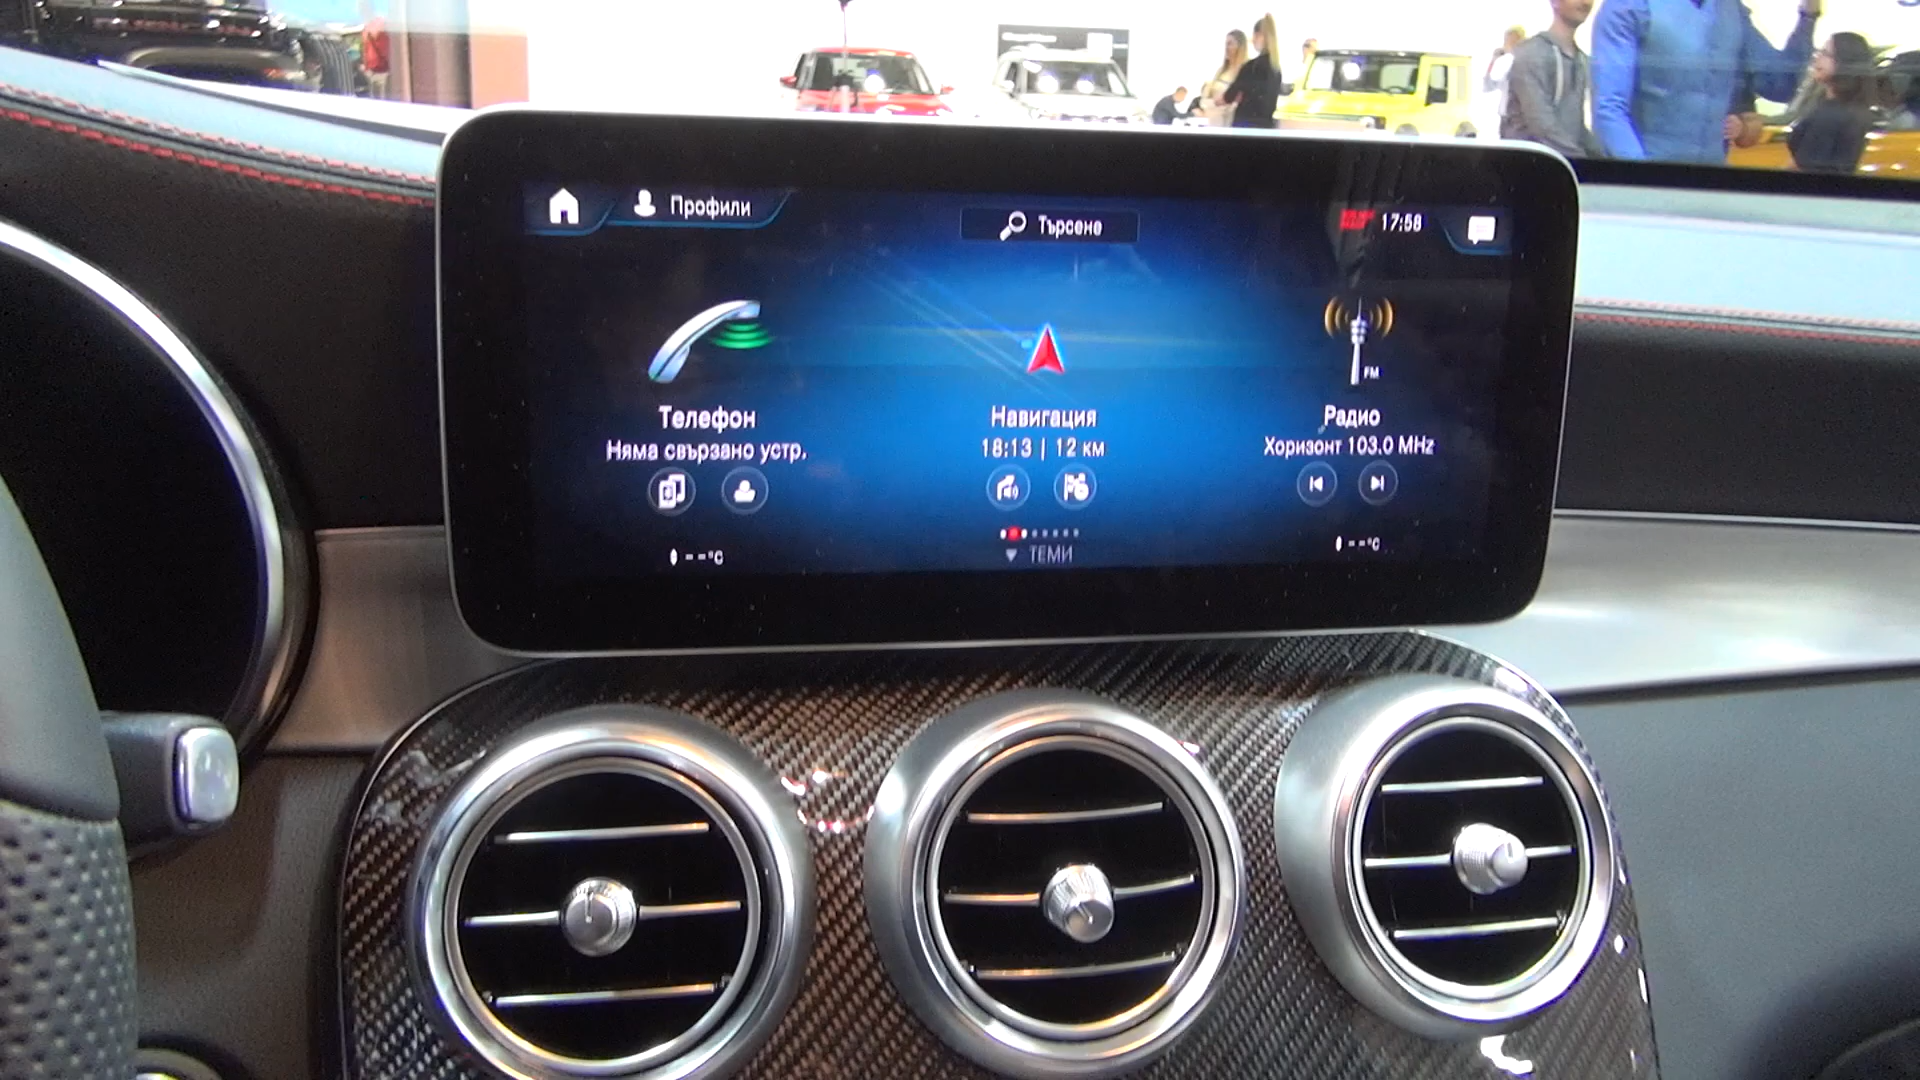 Профили
Търсене
17:58
FM
Телефон
Няма свързано устр.
Навигация
18:13 | 12 км
Радио
Хоризонт 103.0 MHz
--°C
ТЕМИ
--°C